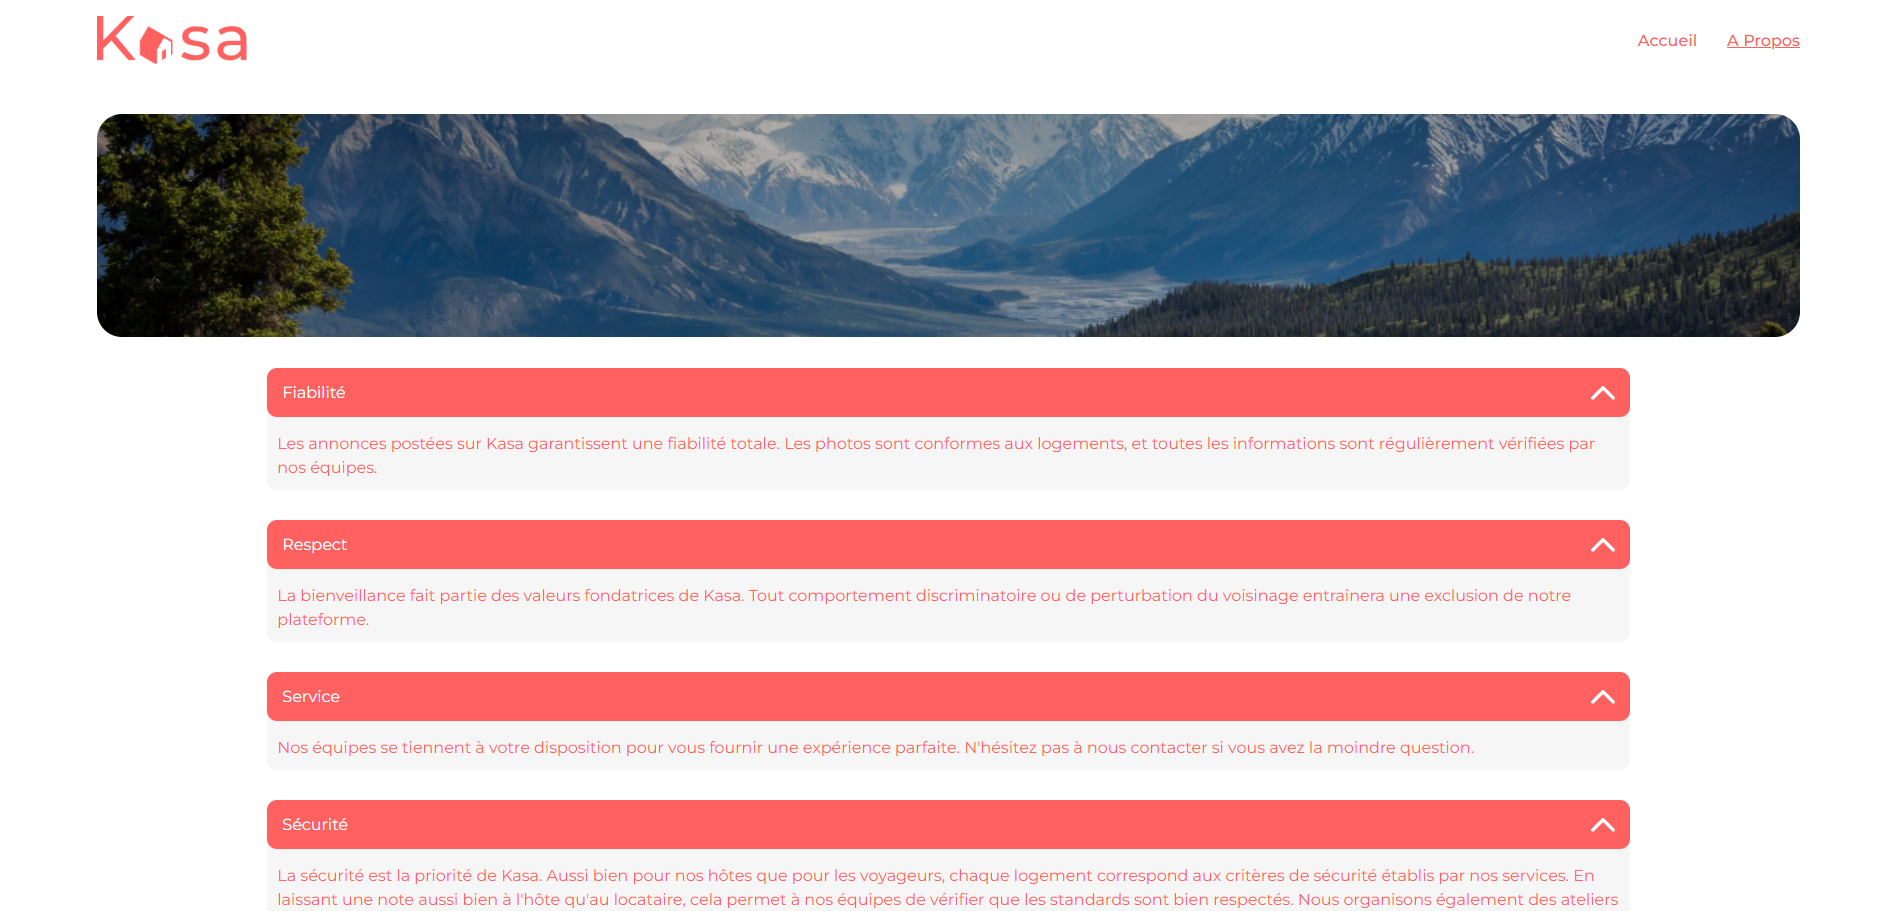 Kasa
Accueil
A Propos
Fiabilité
Les annonces postées sur Kasa garantissent une fiabilité totale. Les photos sont conformes aux logements, et toutes les informations sont régulièrement vérifiées par
nos équipes.
Respect
La bienveillance fait partie des valeurs fondatrices de Kasa. Tout comportement discriminatoire ou de perturbation du voisinage entraînera une exclusion de notre
plateforme.
Service
Nos équipes se tiennent à votre disposition pour vous fournir une expérience parfaite. N'hésitez pas à nous contacter si vous avez la moindre question.
Sécurité
La sécurité est la priorité de Kasa. Aussi bien pour nos hôtes que pour les voyageurs, chaque logement correspond aux critères de sécurité établis par nos services. En
laissant une note aussi bien à l'hôte qu'au locataire, cela permet à nos équipes de vérifier que les standards sont bien respectés. Nous organisons également des ateliers